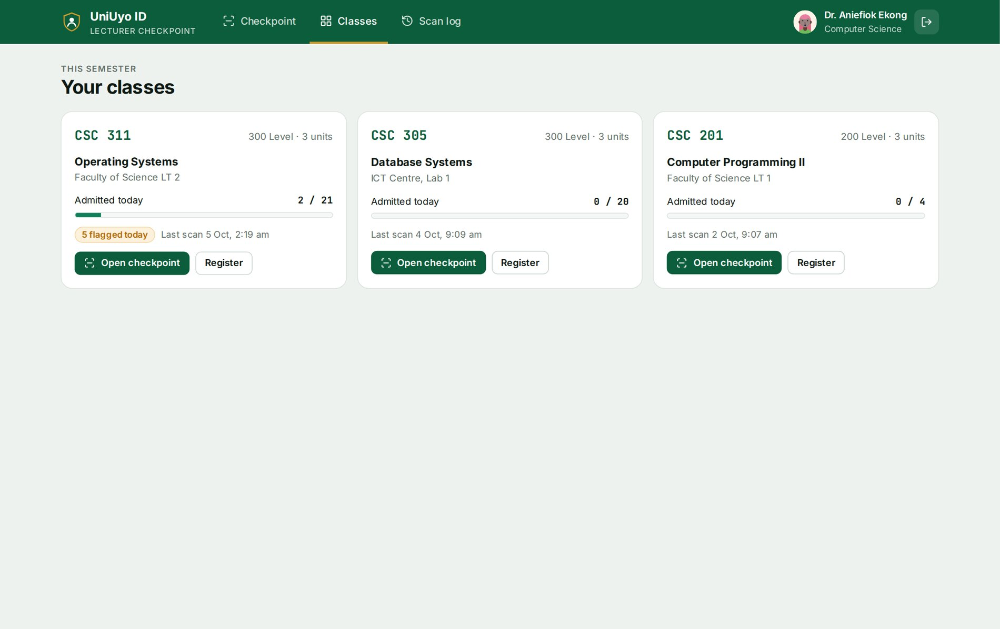 UniUyo ID
LECTURER CHECKPOINT
Checkpoint
Classes
Scan log
Dr. Aniefiok Ekong
Computer Science
THIS SEMESTER
Your classes
CSC 311
300 Level · 3 units
Operating Systems
Faculty of Science LT 2
Admitted today
2 / 21
5 flagged today
Last scan 5 Oct, 2:19 am
Open checkpoint
Register
CSC 305
300 Level · 3 units
Database Systems
ICT Centre, Lab 1
Admitted today
0 / 20
Last scan 4 Oct, 9:09 am
Open checkpoint
Register
CSC 201
200 Level · 3 units
Computer Programming II
Faculty of Science LT 1
Admitted today
0 / 4
Last scan 2 Oct, 9:07 am
Open checkpoint
Register